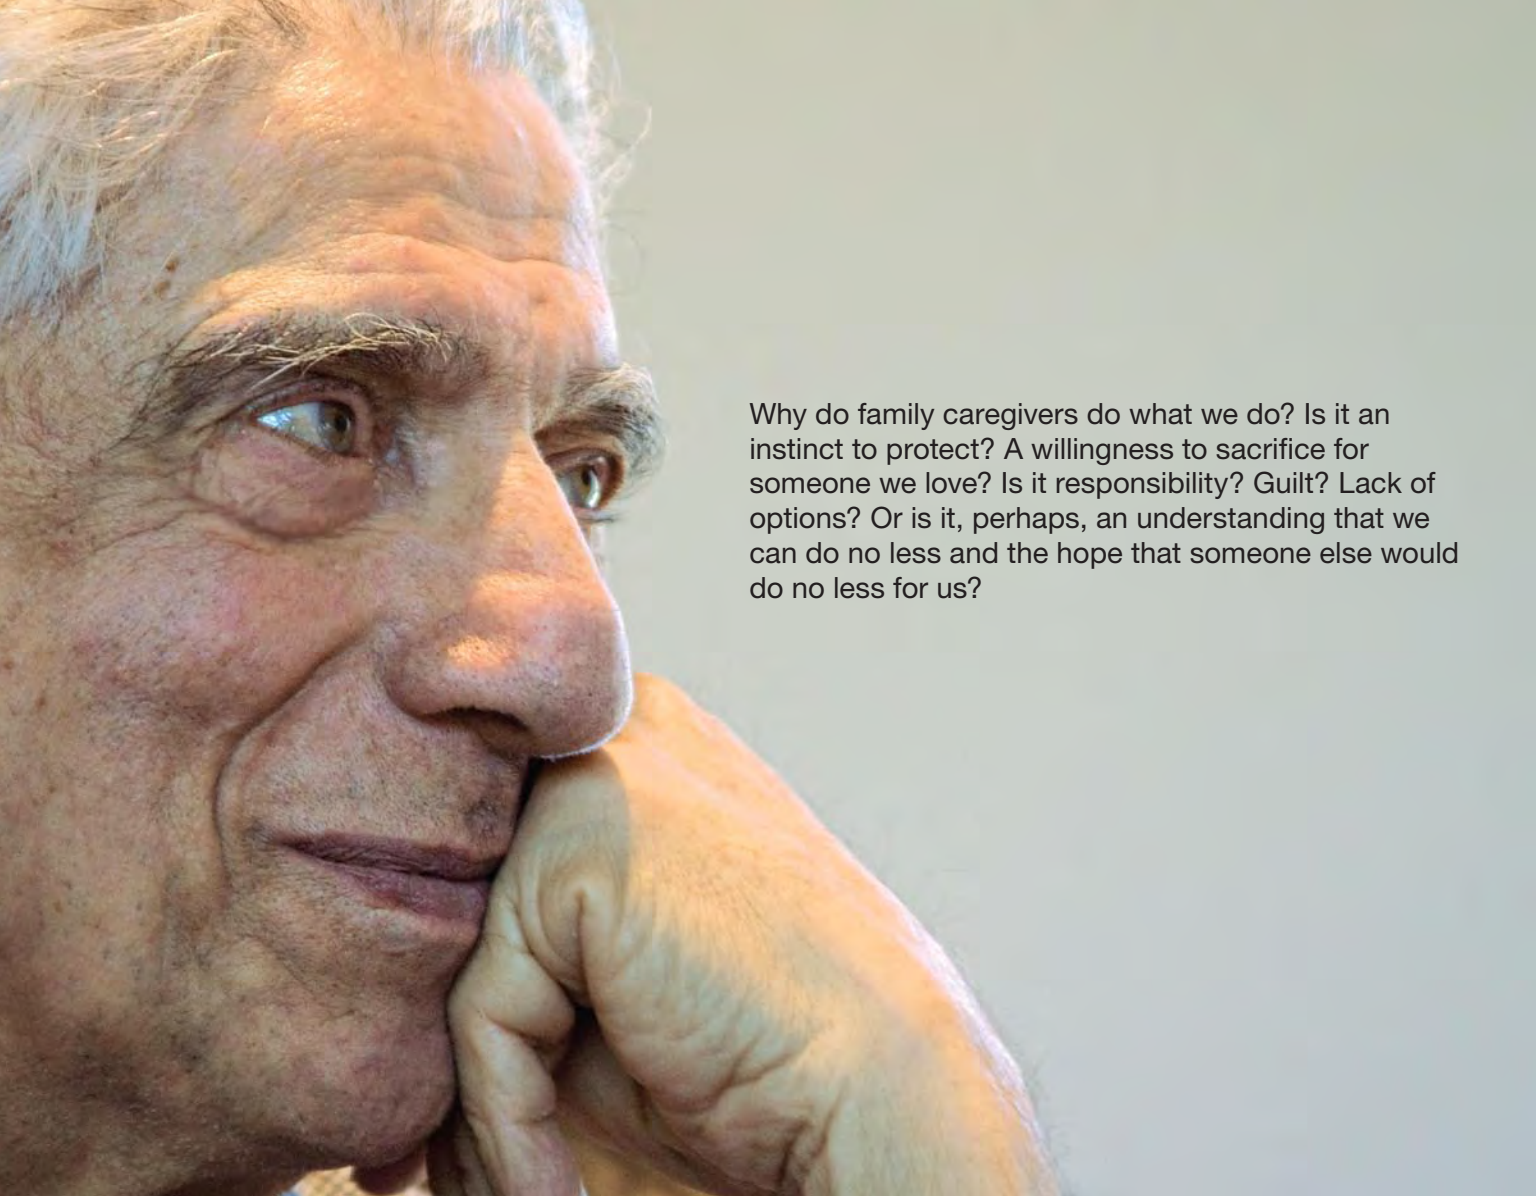 Why do family caregivers do what we do? Is it an
instinct to protect? A willingness to sacrifice for
someone we love? Is it responsibility? Guilt? Lack of
options? Or is it, perhaps, an understanding that we
can do no less and the hope that someone else would
do no less for us?